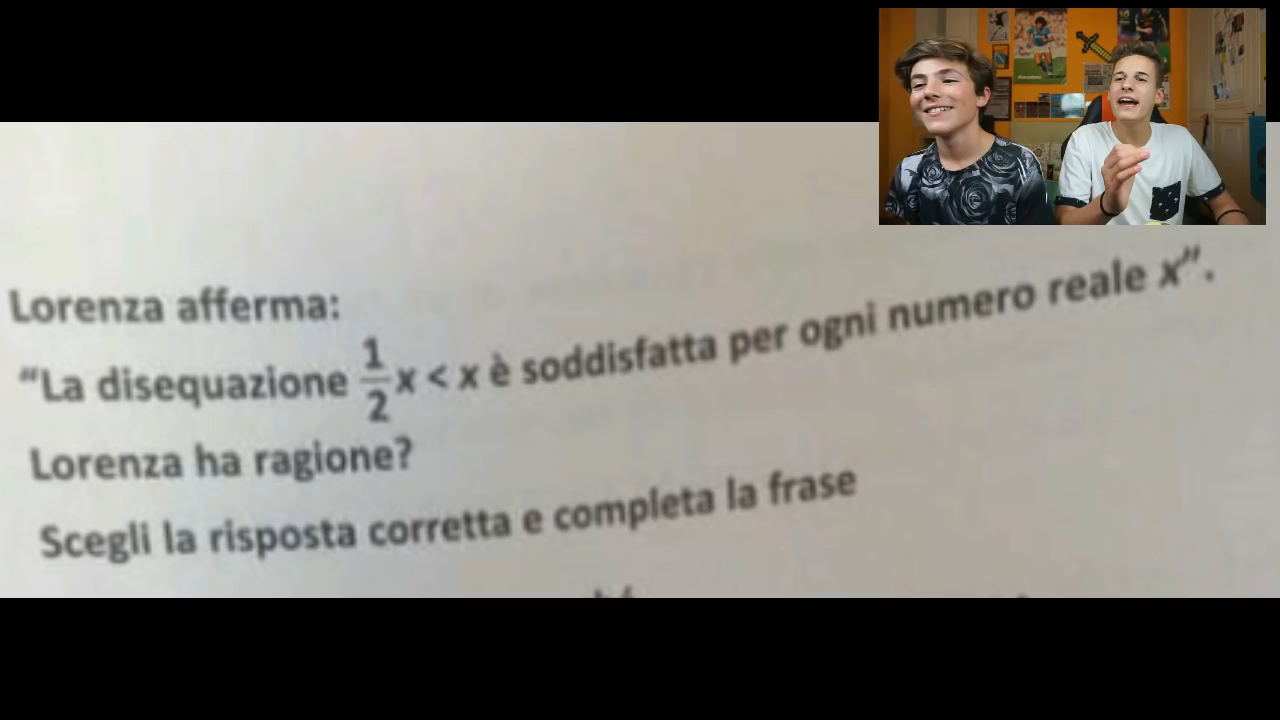 Lorenza afferma:
“La disequazione 1/2 x < x è soddisfatta per ogni numero reale x”.
Lorenza ha ragione?
Scegli la risposta corretta e completa la frase